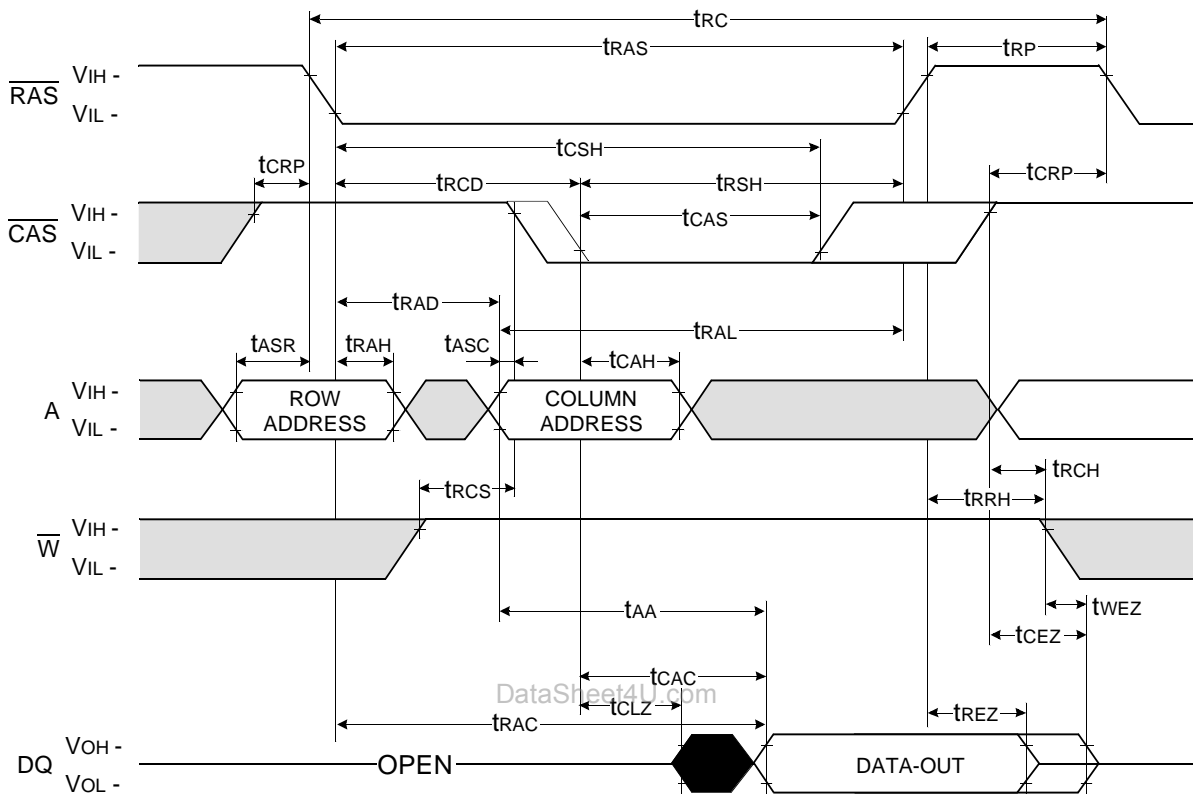 tRC
tRAS
tRP
RAS
VIH -
VIL -
tCSH
tCRP
tRCD
tRSH
tCRP
CAS
VIH -
VIL -
tCAS
tRAD
tRAL
tASR
tRAH
tASC
tCAH
A
VIH -
VIL -
ROW
ADDRESS
COLUMN
ADDRESS
tRCH
tRCS
tRRH
W
VIH -
VIL -
tAA
tWEZ
tCEZ
tCAC
DataSheet4U.com
tCLZ
tRAC
tREZ
DQ
VOH -
VOL -
OPEN
DATA-OUT